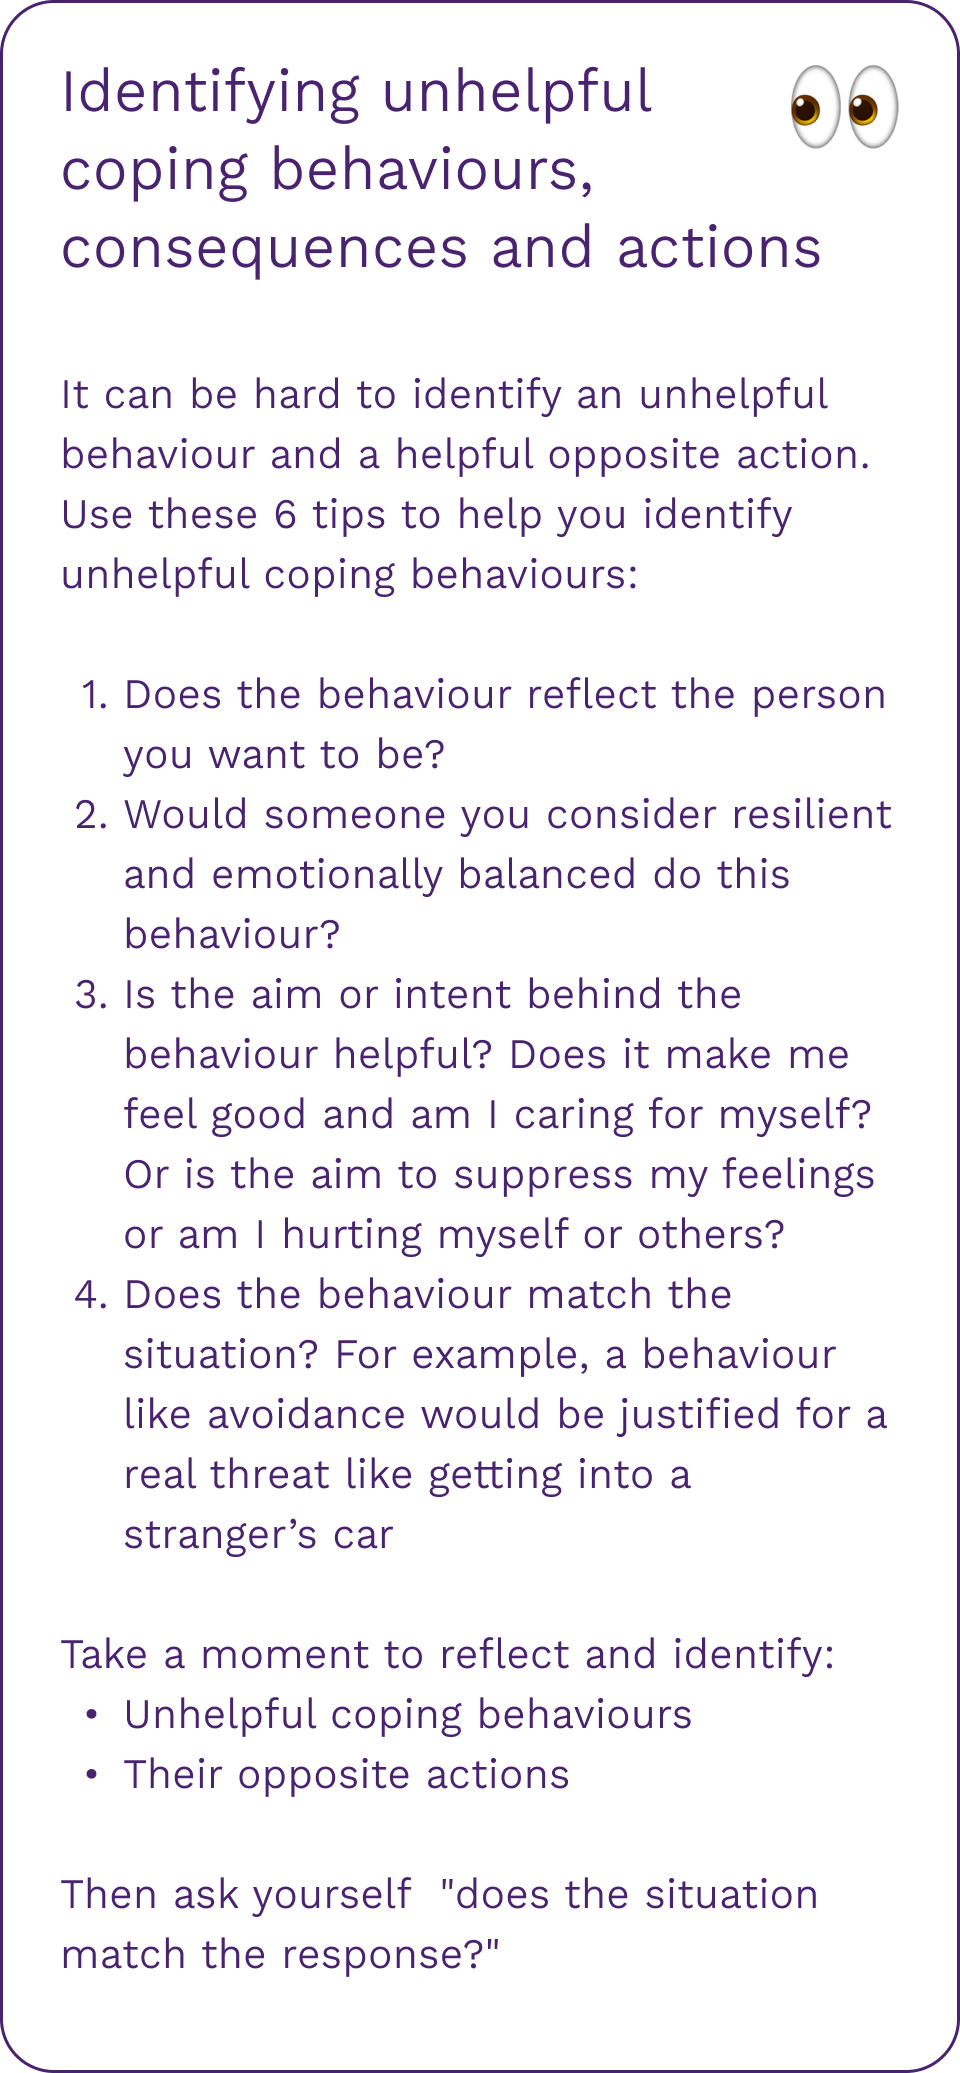 Identifying unhelpful
coping behaviours,
consequences and actions
It can be hard to identify an unhelpful
behaviour and a helpful opposite action.
Use these 6 tips to help you identify
unhelpful coping behaviours:
1. Does the behaviour reflect the person
you want to be?
2. Would someone you consider resilient
and emotionally balanced do this
behaviour?
3. Is the aim or intent behind the
behaviour helpful? Does it make me
feel good and am I caring for myself?
Or is the aim to suppress my feelings
or am I hurting myself or others?
4. Does the behaviour match the
situation? For example, a behaviour
like avoidance would be justified for a
real threat like getting into a
stranger’s car
Take a moment to reflect and identify:
• Unhelpful coping behaviours
• Their opposite actions
Then ask yourself  "does the situation
match the response?"